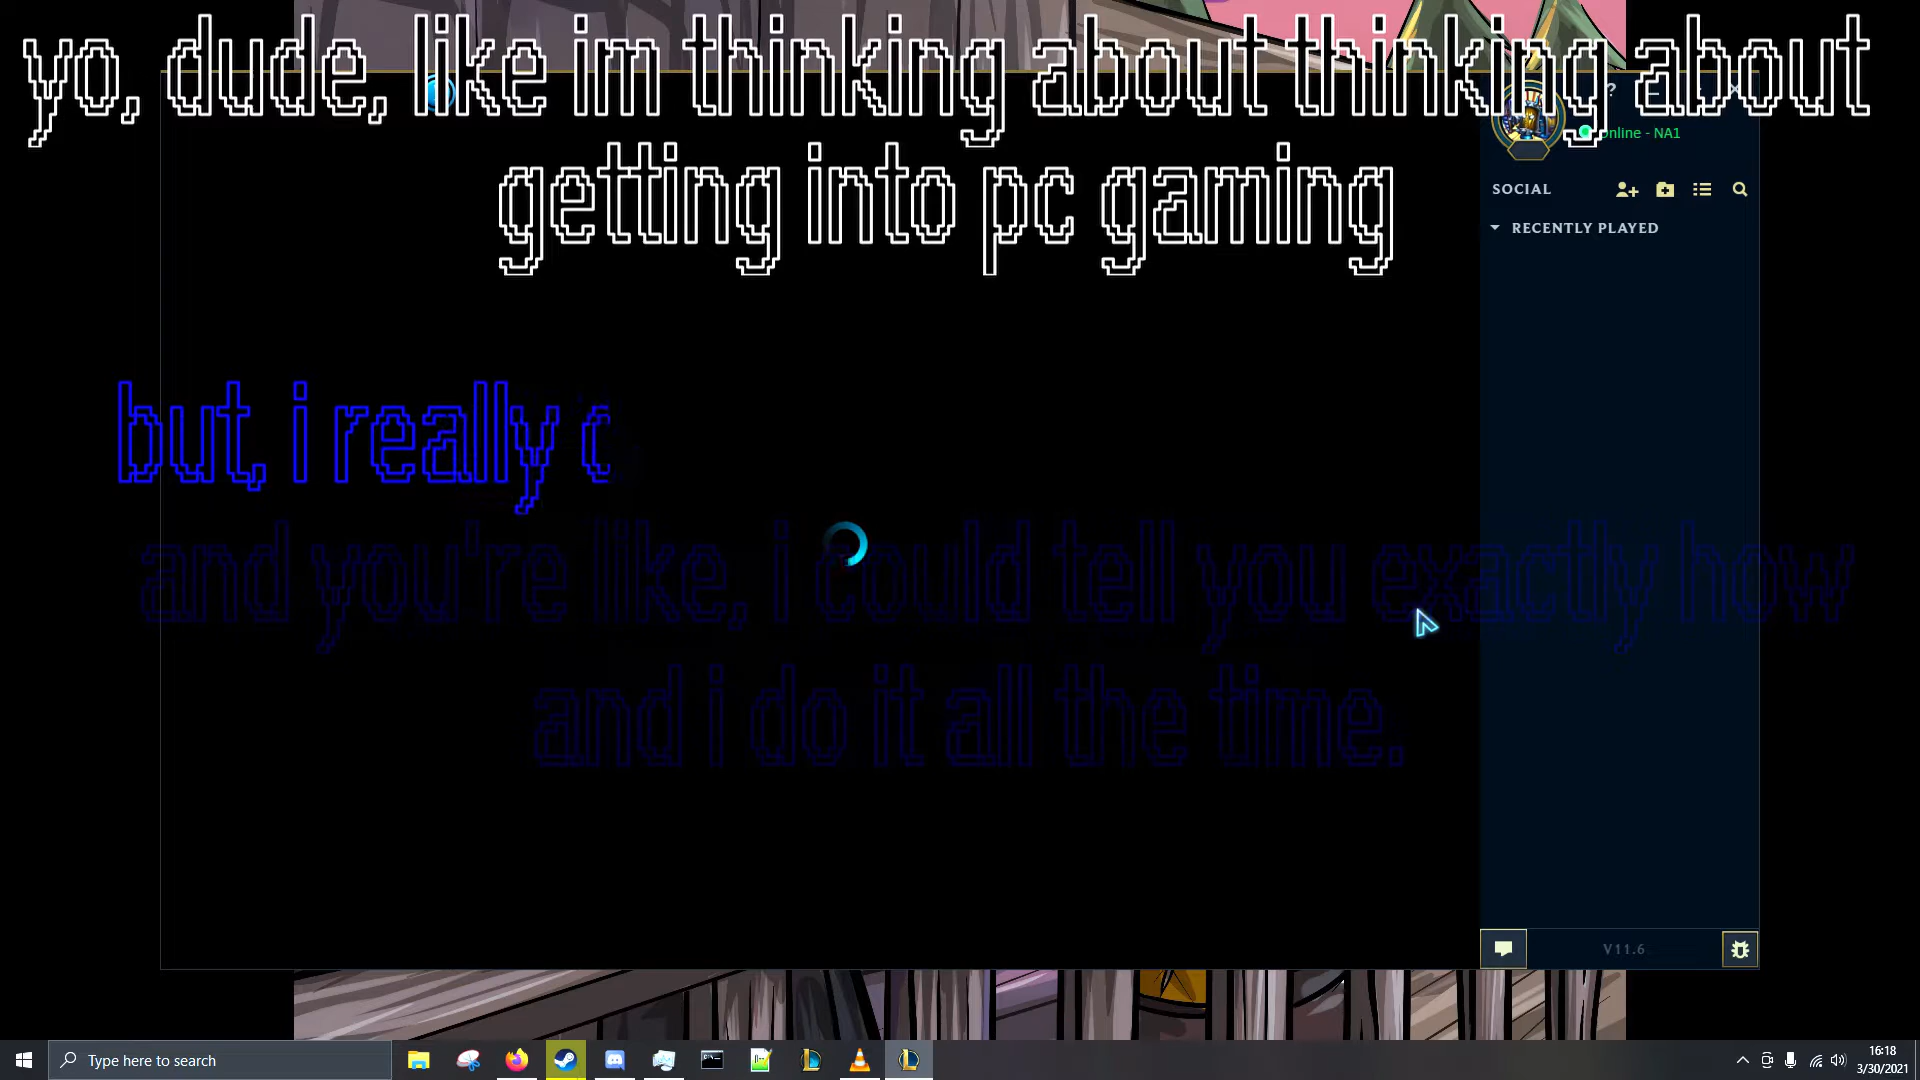 yo, dude, like im thinking about thinking about
getting into pc gaming
?
Online - NA1
SOCIAL
RECENTLY PLAYED
but, i really
and you're like, i could tell you exactly how
and i do it all the time.
V11.6
Type here to search
16:18
3/30/2021